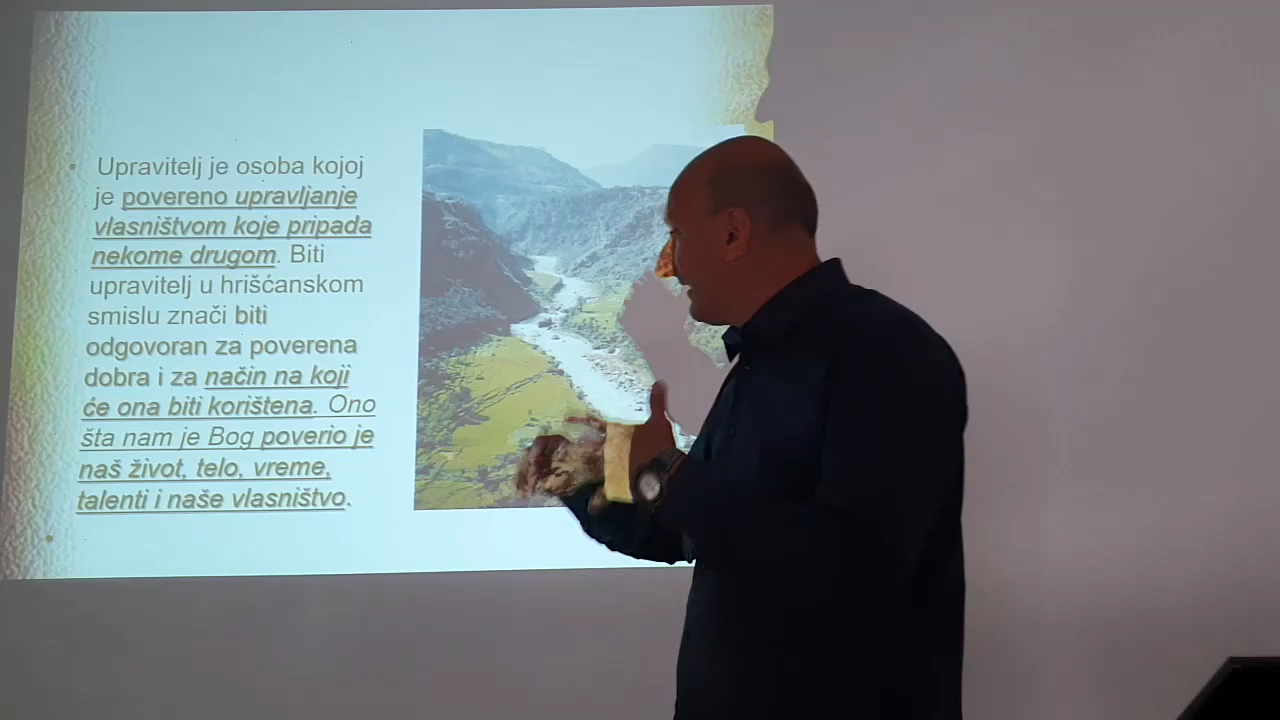 Upravitelj je osoba kojoj
je povereno upravljanje
vlasništvom koje pripada
nekome drugom. Biti
upravitelj u hrišćanskom
smislu znači biti
odgovoran za poverena
dobra i za način na koji
će ona biti korištena. Ono
šta nam je Bog poverio je
naš život, telo, vreme,
talenti i naše vlasništvo.